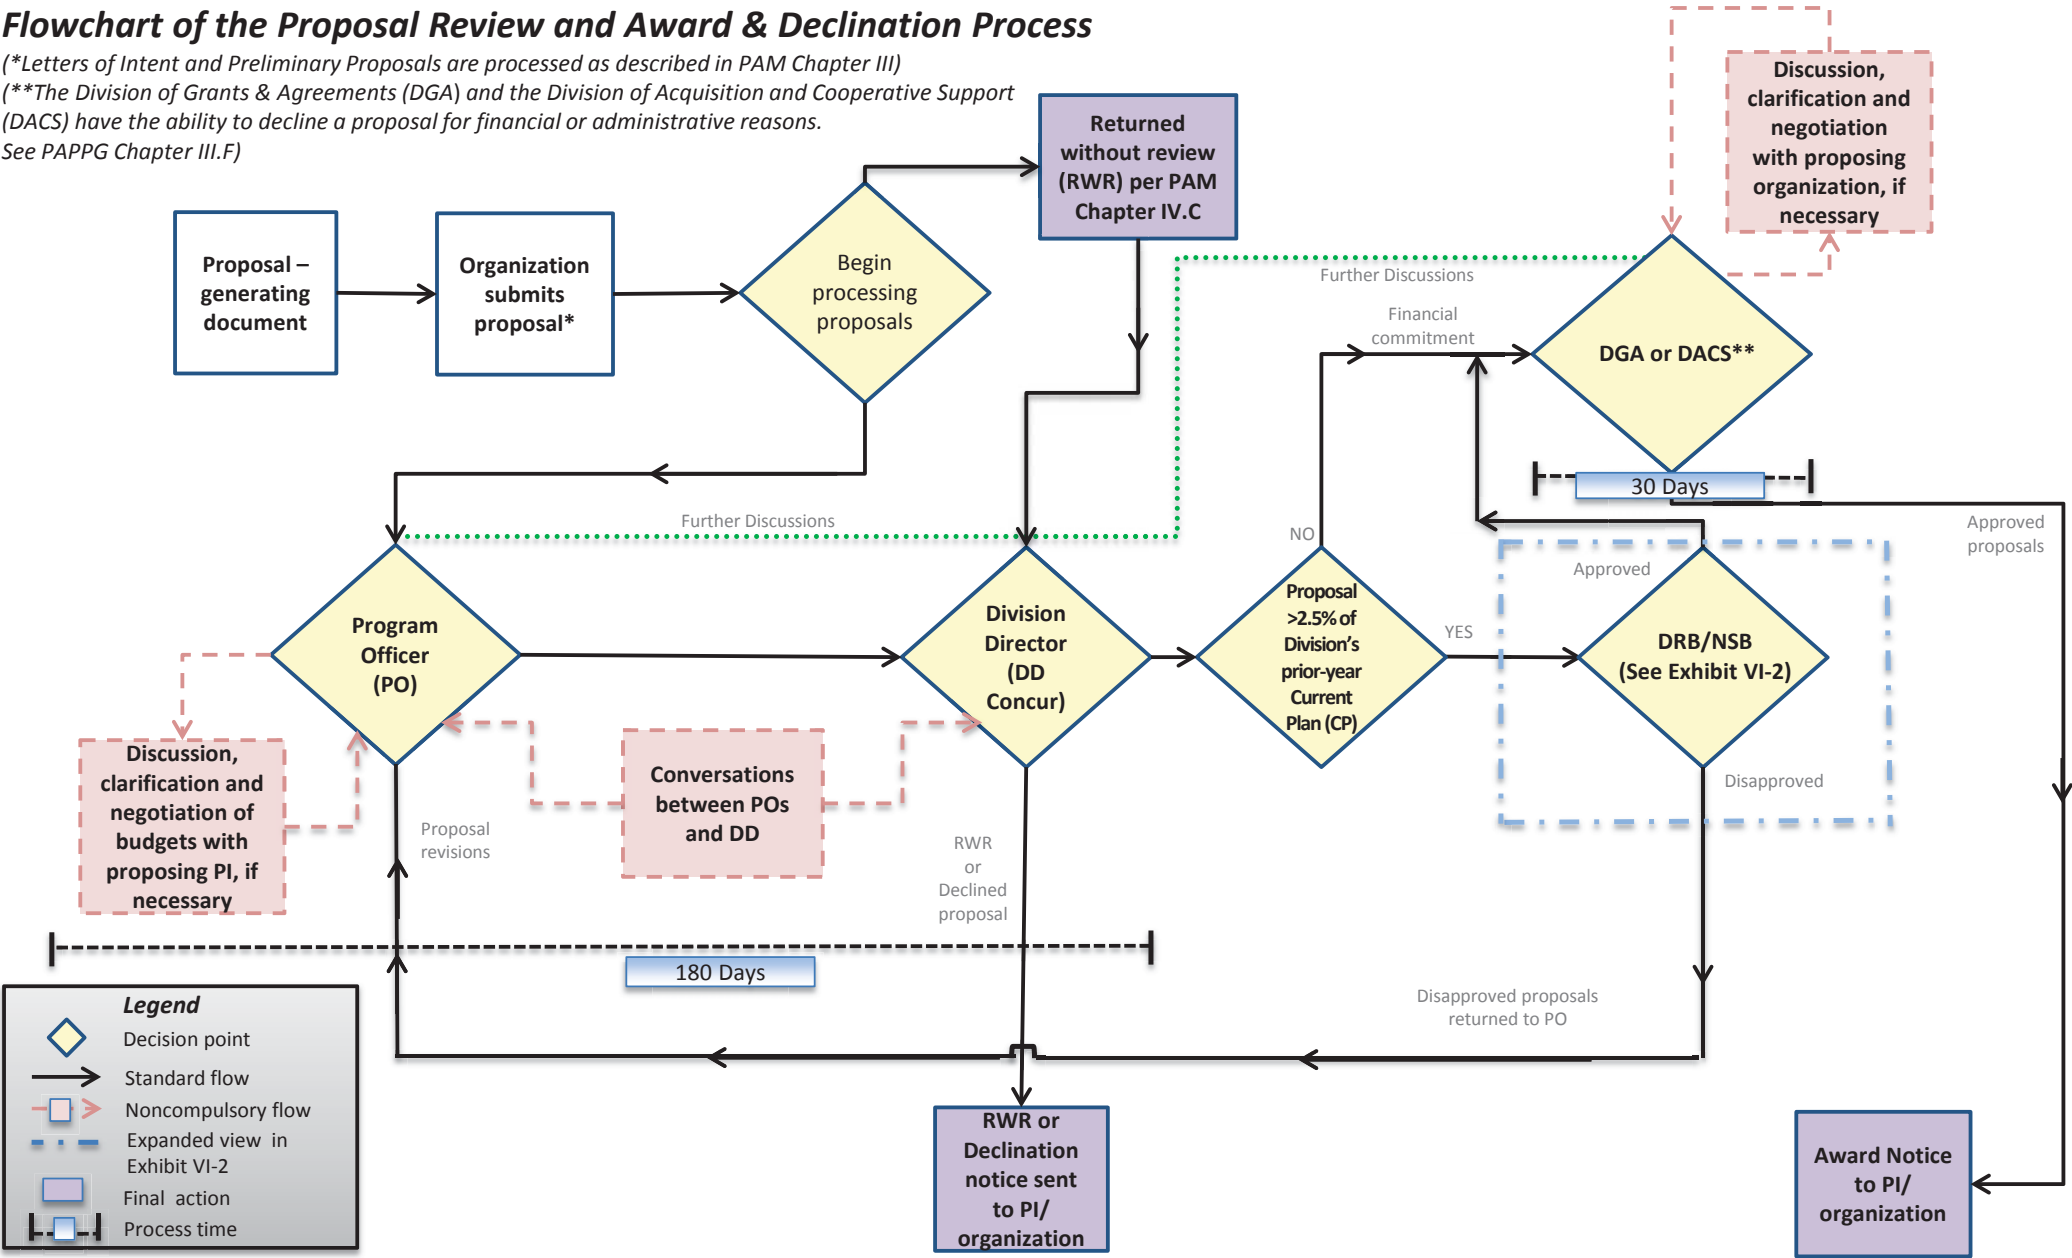 Flowchart of the Proposal Review and Award & Declination Process
(*Letters of Intent and Preliminary Proposals are processed as described in PAM Chapter III)
(**The Division of Grants & Agreements (DGA) and the Division of Acquisition and Cooperative Support
(DACS) have the ability to decline a proposal for financial or administrative reasons.
See PAPPG Chapter III.F)
Proposal –
generating
document
Organization
submits
proposal*
Begin
processing
proposals
Returned
without review
(RWR) per PAM
Chapter IV.C
Discussion,
clarification and
negotiation
with proposing
organization, if
necessary
Further Discussions
Financial
commitment
DGA or DACS**
30 Days
Approved
proposals
Further Discussions
NO
Approved
Program
Officer
(PO)
Division
Director
(DD
Concur)
Proposal
>2.5% of
Division's
prior-year
Current
Plan (CP)
YES
DRB/NSB
(See Exhibit VI-2)
Disapproved
Discussion,
clarification and
negotiation of
budgets with
proposing PI, if
necessary
Proposal
revisions
Conversations
between POs
and DD
RWR
or
Declined
proposal
180 Days
Disapproved proposals
returned to PO
Legend
Decision point
Standard flow
Noncompulsory flow
Expanded view in
Exhibit VI-2
Final action
Process time
RWR or
Declination
notice sent
to PI/
organization
Award Notice
to PI/
organization